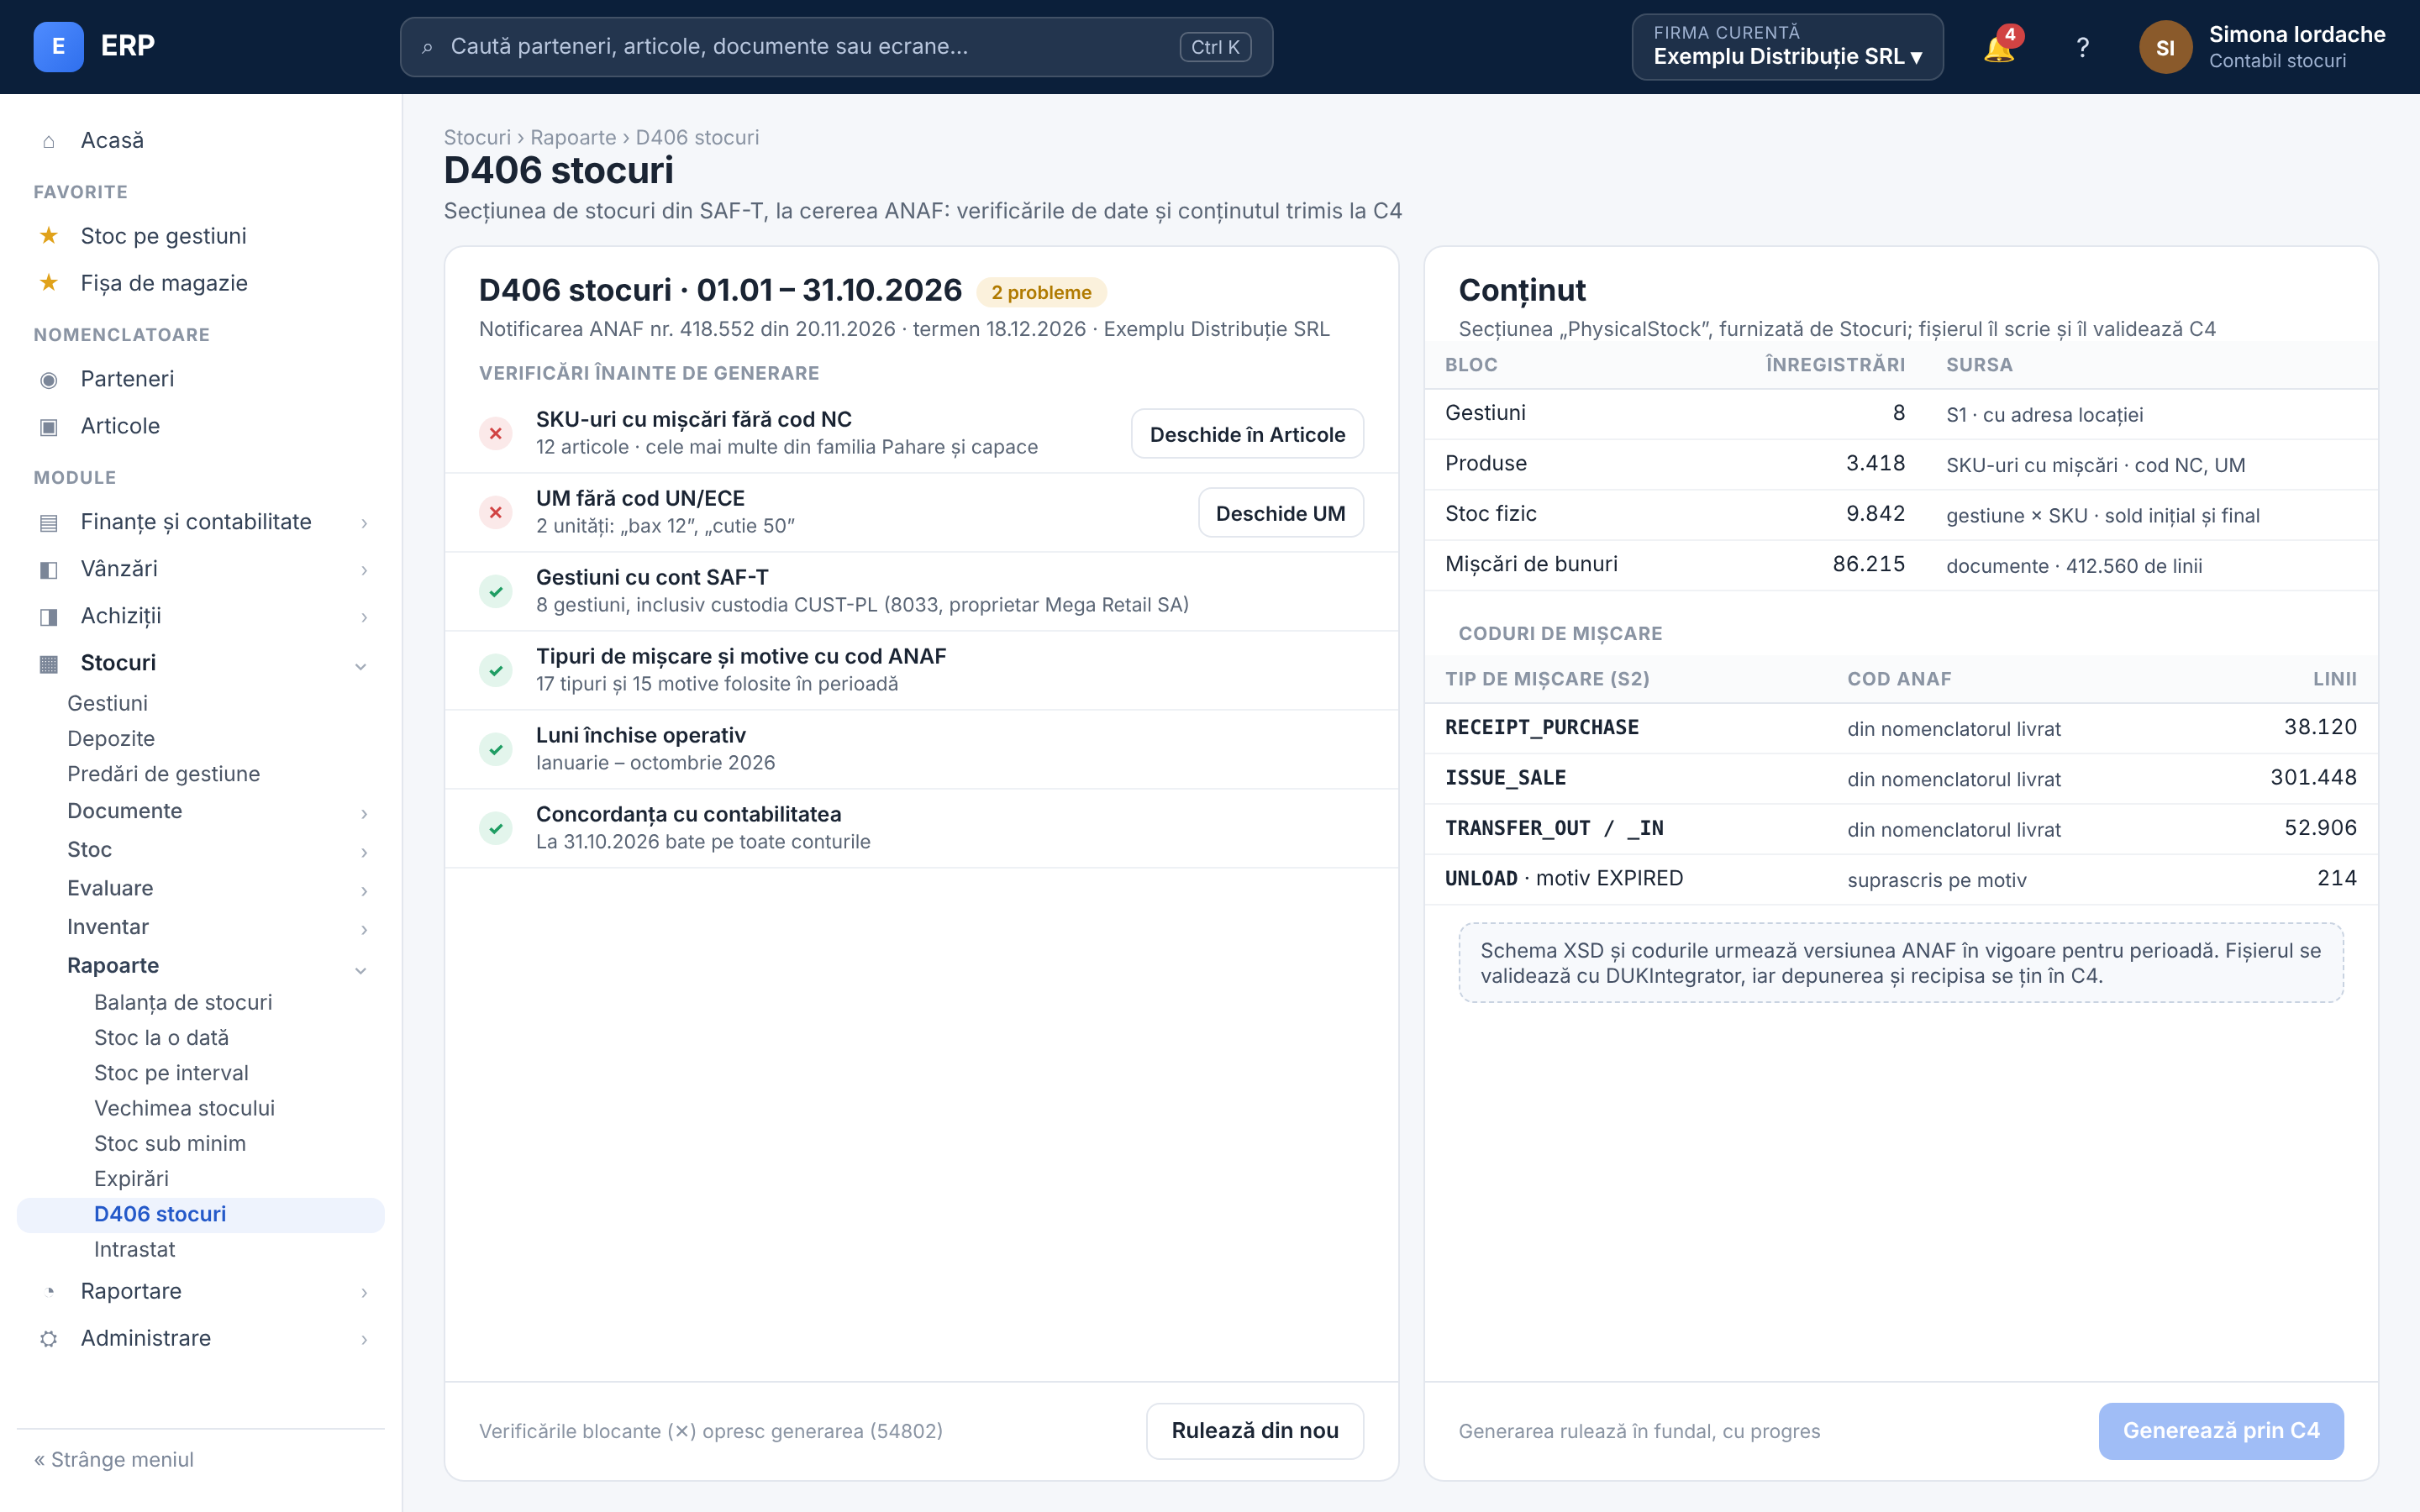 E ERP
Caută parteneri, articole, documente sau ecrane... Ctrl K
FIRMA CURENTĂ
Exemplu Distribuție SRL ▾
4
?
SI
Simona Iordache
Contabil stocuri
Acasă
FAVORITE
★ Stoc pe gestiuni
★ Fișa de magazie
NOMENCLATOARE
Parteneri
Articole
MODULE
Finanțe și contabilitate ›
Vânzări ›
Achiziții ›
Stocuri
Gestiuni
Depozite
Predări de gestiune
Documente ›
Stoc ›
Evaluare ›
Inventar ›
Rapoarte
Balanța de stocuri
Stoc la o dată
Stoc pe interval
Vechimea stocului
Stoc sub minim
Expirări
D406 stocuri
Intrastat
Raportare ›
Administrare ›
« Strânge meniul
Stocuri › Rapoarte › D406 stocuri
D406 stocuri
Secțiunea de stocuri din SAF-T, la cererea ANAF: verificările de date și conținutul trimis la C4
D406 stocuri · 01.01 – 31.10.2026 2 probleme
Notificarea ANAF nr. 418.552 din 20.11.2026 · termen 18.12.2026 · Exemplu Distribuție SRL
VERIFICĂRI ÎNAINTE DE GENERARE
✕ SKU-uri cu mișcări fără cod NC
12 articole · cele mai multe din familia Pahare și capace
Deschide în Articole
✕ UM fără cod UN/ECE
2 unități: „bax 12”, „cutie 50”
Deschide UM
✓ Gestiuni cu cont SAF-T
8 gestiuni, inclusiv custodia CUST-PL (8033, proprietar Mega Retail SA)
✓ Tipuri de mișcare și motive cu cod ANAF
17 tipuri și 15 motive folosite în perioadă
✓ Luni închise operativ
Ianuarie – octombrie 2026
✓ Concordanța cu contabilitatea
La 31.10.2026 bate pe toate conturile
Verificările blocante (✕) opresc generarea (54802)
Rulează din nou
Conținut
Secțiunea „PhysicalStock”, furnizată de Stocuri; fișierul îl scrie și îl validează C4
BLOC ÎNREGISTRĂRI SURSA
Gestiuni 8 S1 · cu adresa locației
Produse 3.418 SKU-uri cu mișcări · cod NC, UM
Stoc fizic 9.842 gestiune × SKU · sold inițial și final
Mișcări de bunuri 86.215 documente · 412.560 de linii
CODURI DE MIȘCARE
TIP DE MIȘCARE (S2) COD ANAF LINII
RECEIPT_PURCHASE din nomenclatorul livrat 38.120
ISSUE_SALE din nomenclatorul livrat 301.448
TRANSFER_OUT / _IN din nomenclatorul livrat 52.906
UNLOAD · motiv EXPIRED suprascris pe motiv 214
Schema XSD și codurile urmează versiunea ANAF în vigoare pentru perioadă. Fișierul se
validează cu DUKIntegrator, iar depunerea și recipisa se țin în C4.
Generarea rulează în fundal, cu progres
Generează prin C4